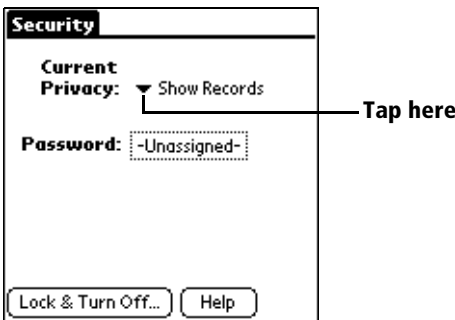 Security
Current
Privacy: Show Records
Tap here
Password: -Unassigned-
Lock & Turn Off... Help